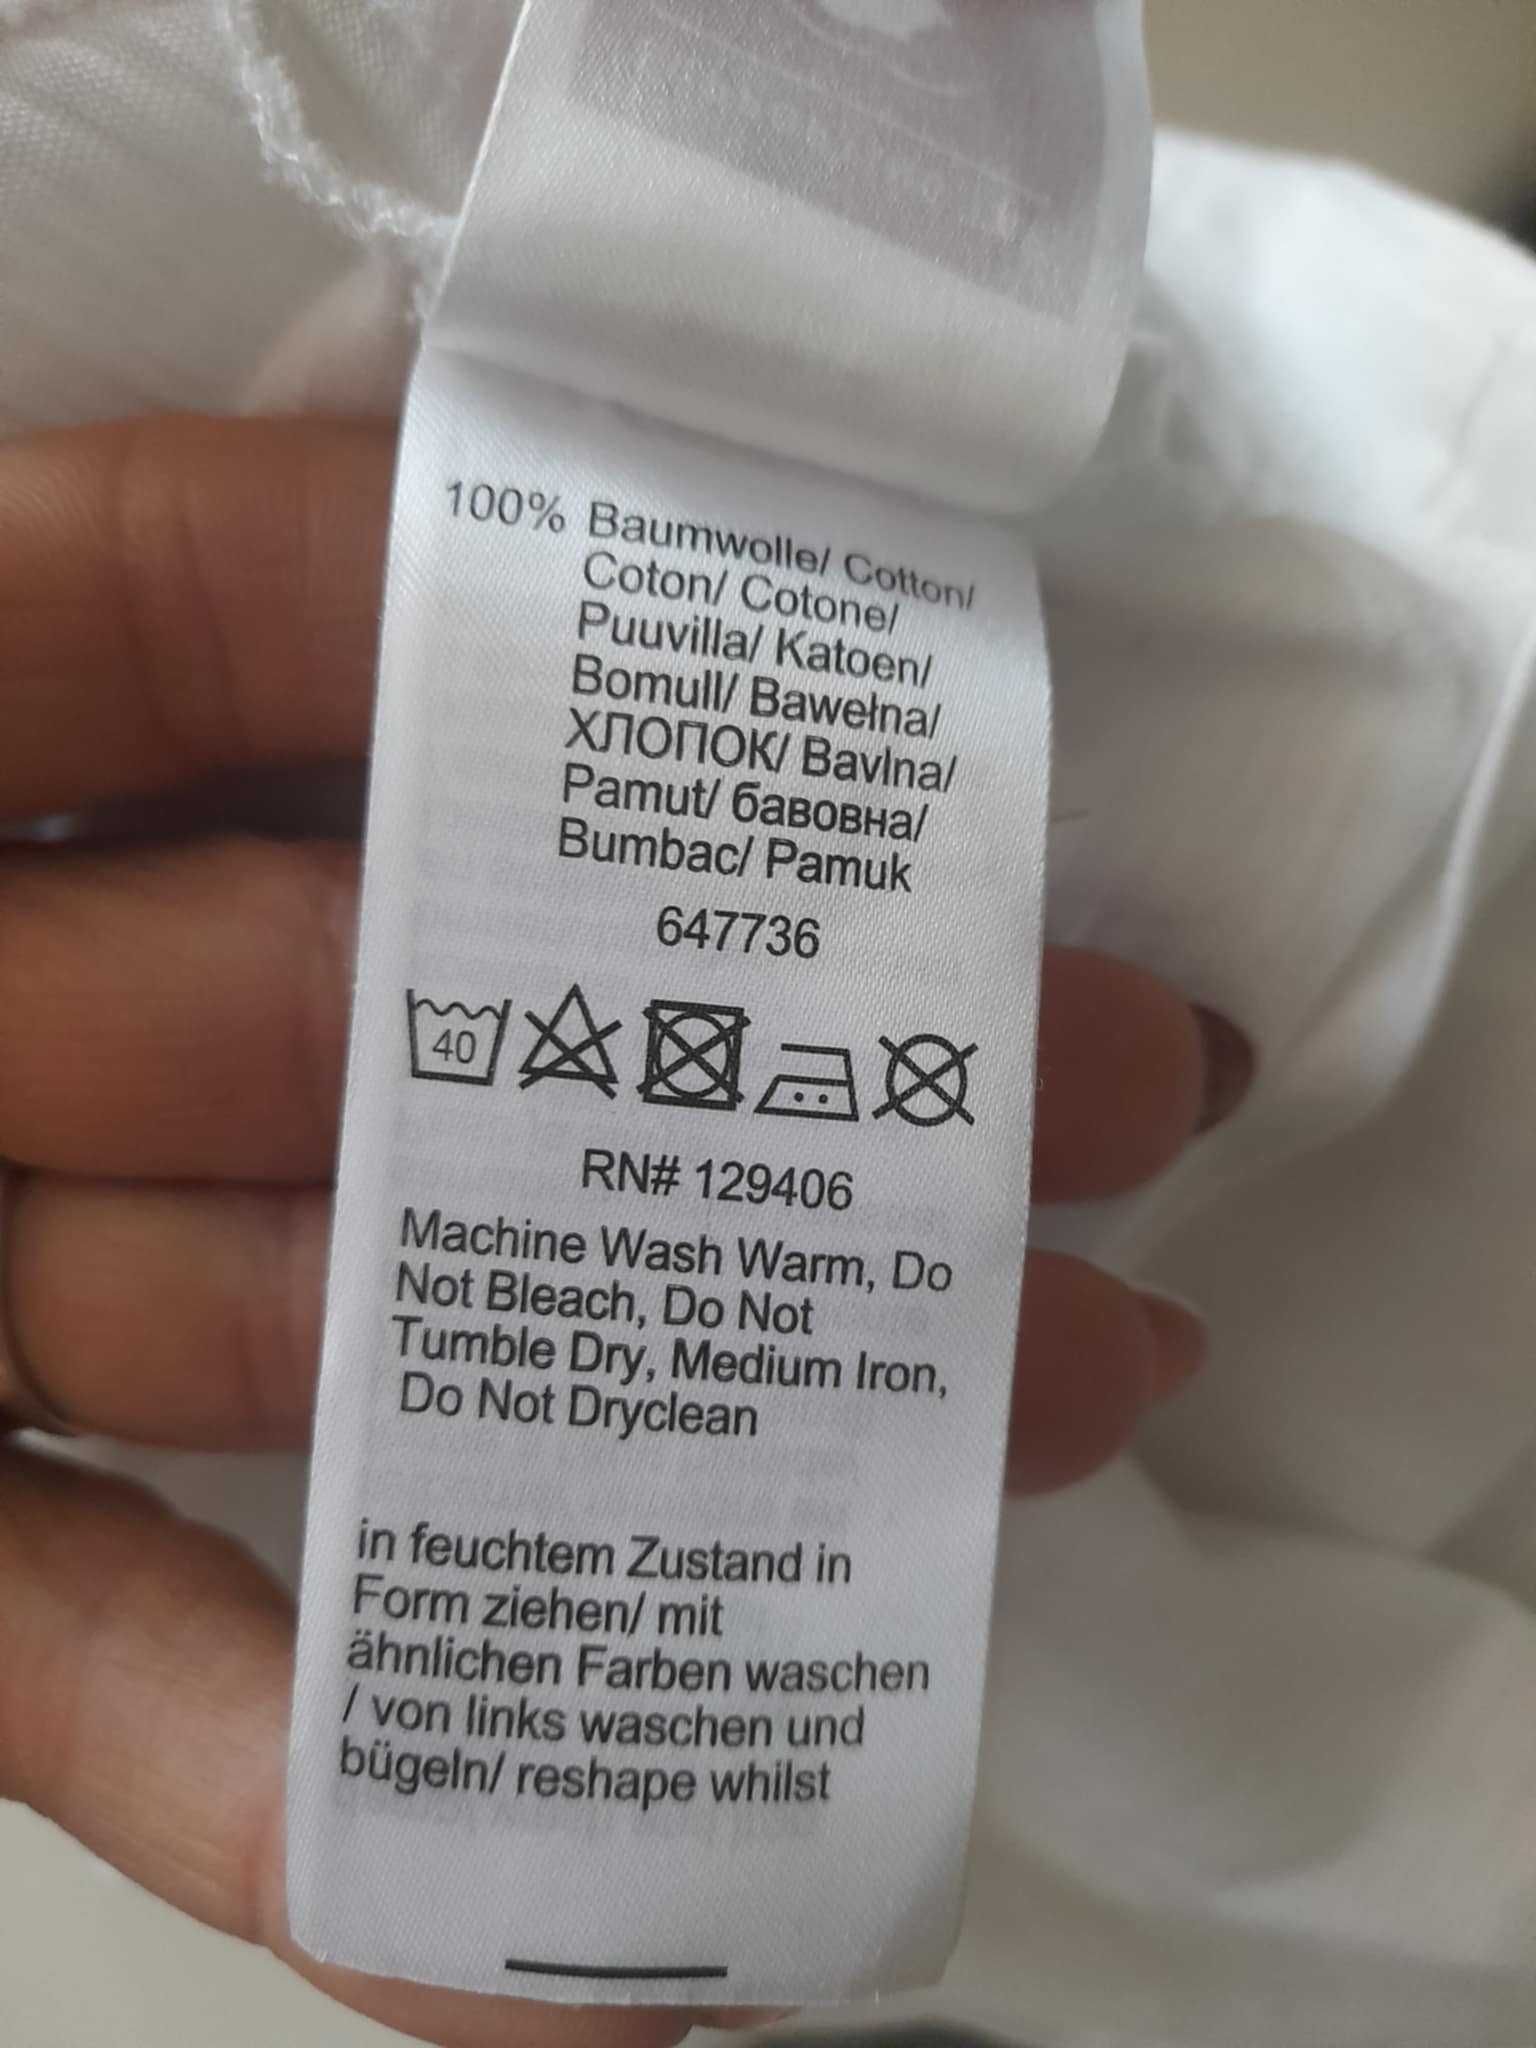 100% Baumwolle/ Cotton/
Coton/ Cotone/
Puuvilla/ Katoen/
Bomull/ Bawełna/
ХЛОПОК/ Bavlna/
Pamut/ бавовна/
Bumbac/ Pamuk
647736
40
RN# 129406
Machine Wash Warm, Do
Not Bleach, Do Not
Tumble Dry, Medium Iron,
Do Not Dryclean
in feuchtem Zustand in
Form ziehen/ mit
ähnlichen Farben waschen
/ von links waschen und
bügeln/ reshape whilst